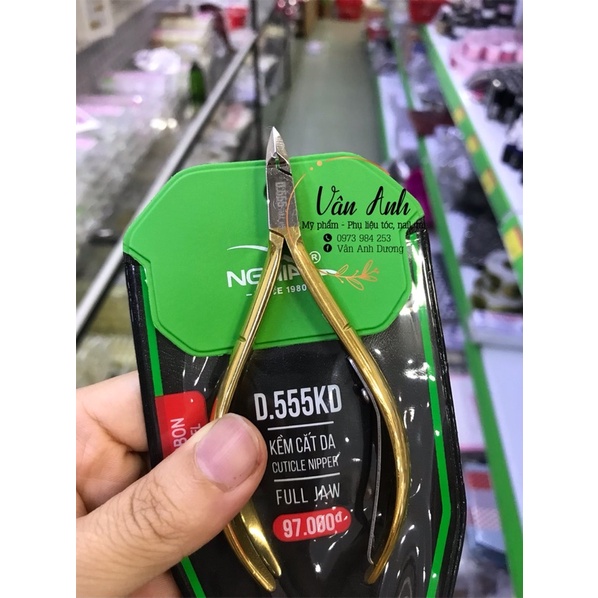 D.555
Vân Anh
Mỹ phẩm - Phụ liệu tóc, nail
0973 984 253
Vân Anh Dương
NGHIA®
SINCE 1980
D.555KD
KỀM CẮT DA
CUTICLE NIPPER
FULL JAW
97.000đ